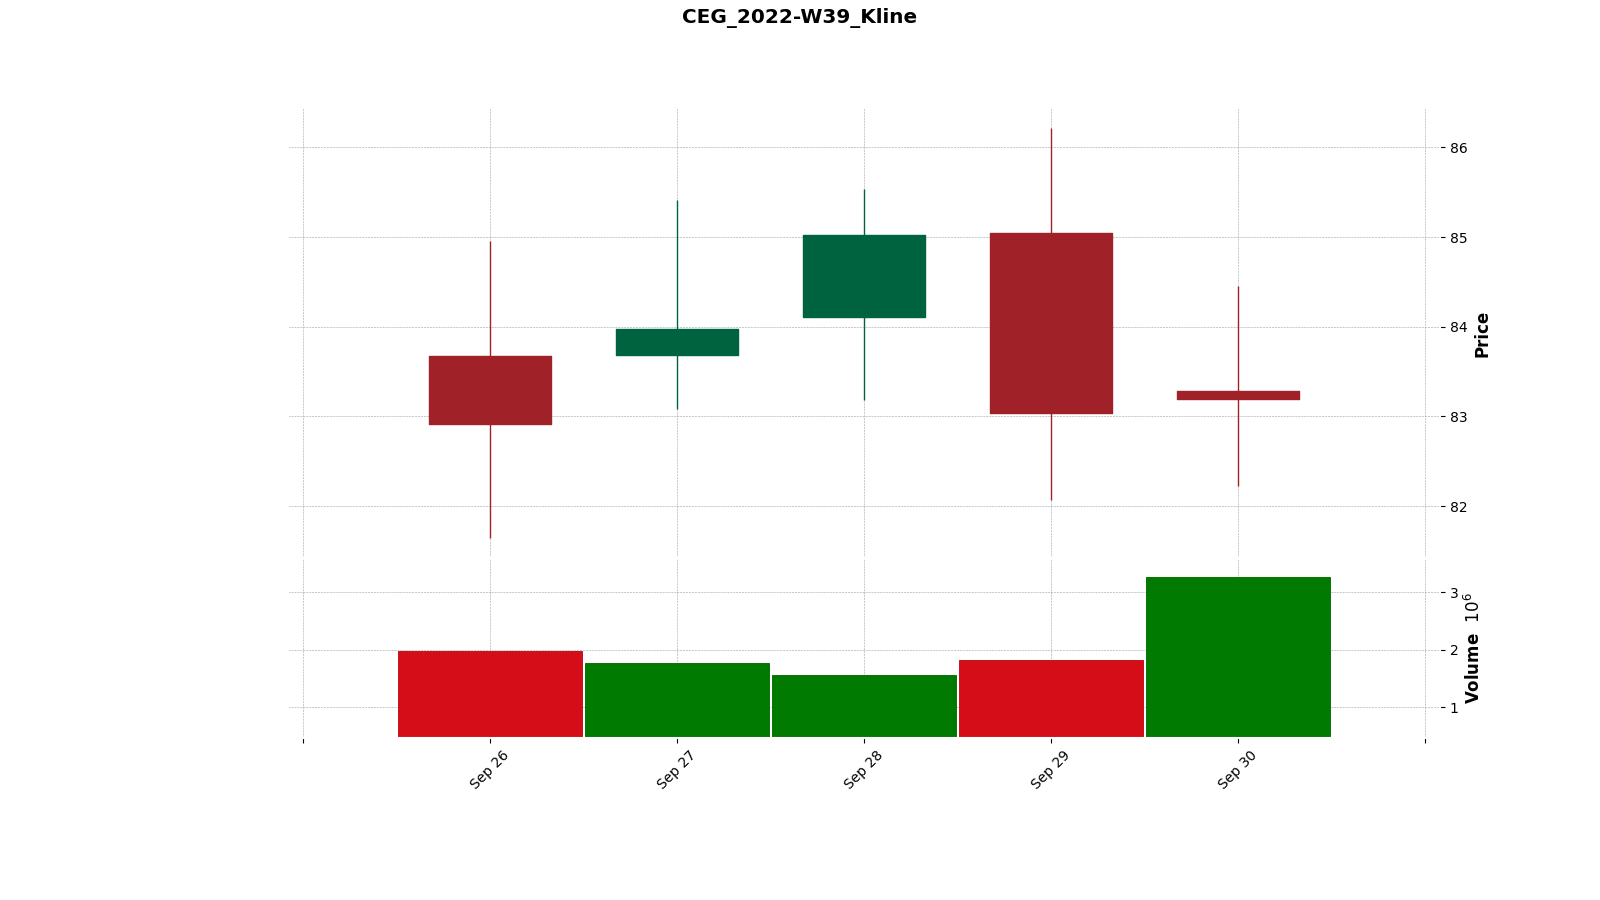 CEG_2022-W39_Kline
86
85
84
83
82
Price
3
2
1
Volume 10^6
Sep 26
Sep 27
Sep 28
Sep 29
Sep 30